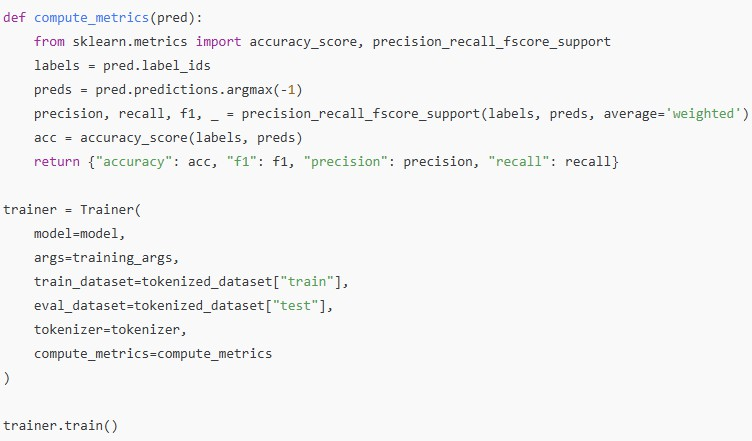 def compute_metrics(pred):
    from sklearn.metrics import accuracy_score, precision_recall_fscore_support
    labels = pred.label_ids
    preds = pred.predictions.argmax(-1)
    precision, recall, f1, _ = precision_recall_fscore_support(labels, preds, average='weighted')
    acc = accuracy_score(labels, preds)
    return {"accuracy": acc, "f1": f1, "precision": precision, "recall": recall}

trainer = Trainer(
    model=model,
    args=training_args,
    train_dataset=tokenized_dataset["train"],
    eval_dataset=tokenized_dataset["test"],
    tokenizer=tokenizer,
    compute_metrics=compute_metrics
)

trainer.train()